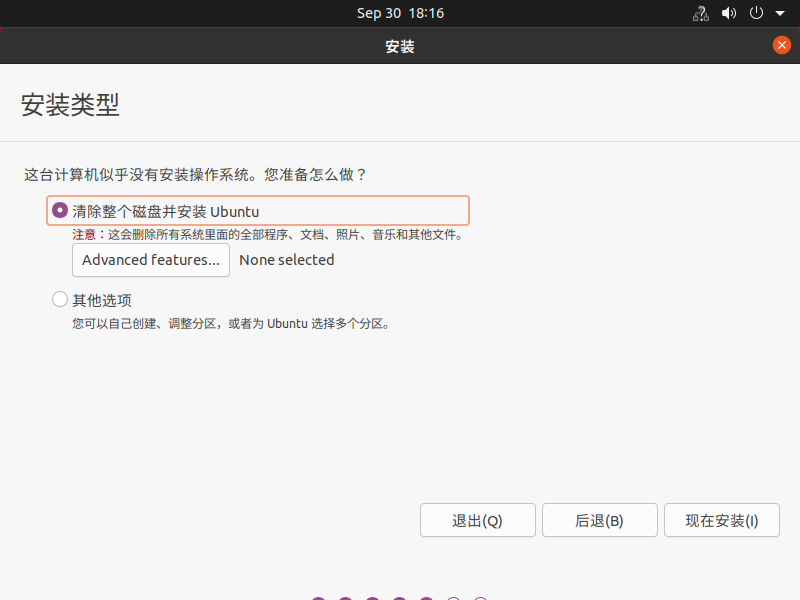 Sep 30 18:16
安装
安装类型
这台计算机似乎没有安装操作系统。您准备怎么做？
清除整个磁盘并安装 Ubuntu
注意：这会删除所有系统里面的全部程序、文档、照片、音乐和其他文件。
Advanced features... None selected
其他选项
您可以自己创建、调整分区，或者为 Ubuntu 选择多个分区。
退出(Q) 后退(B) 现在安装(I)